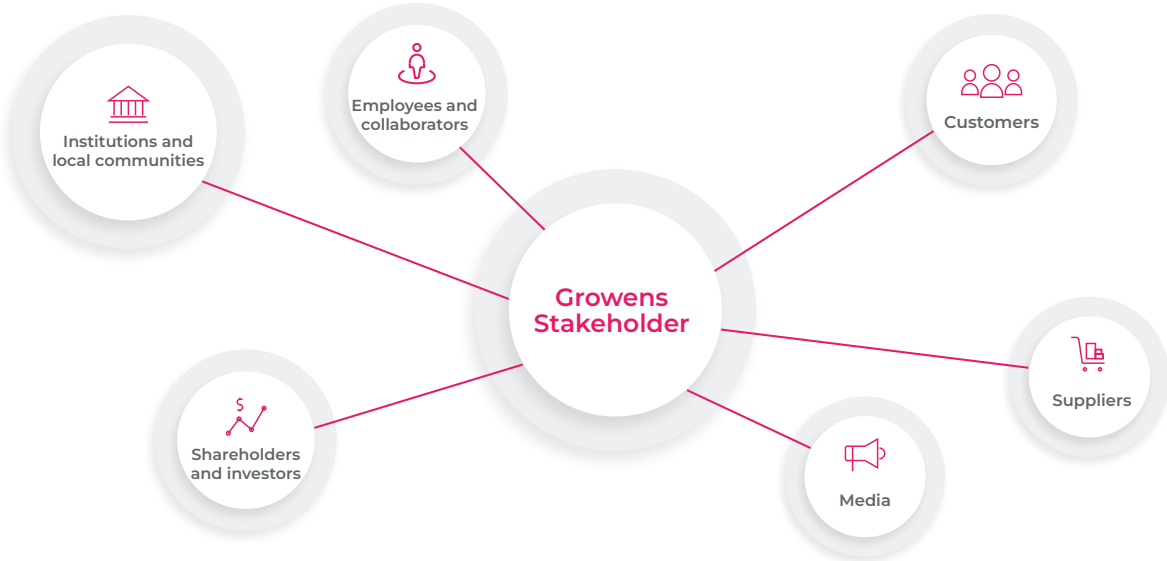 Employees and
collaborators
Customers
Institutions and
local communities
Growens
Stakeholder
Suppliers
Shareholders
and investors
Media